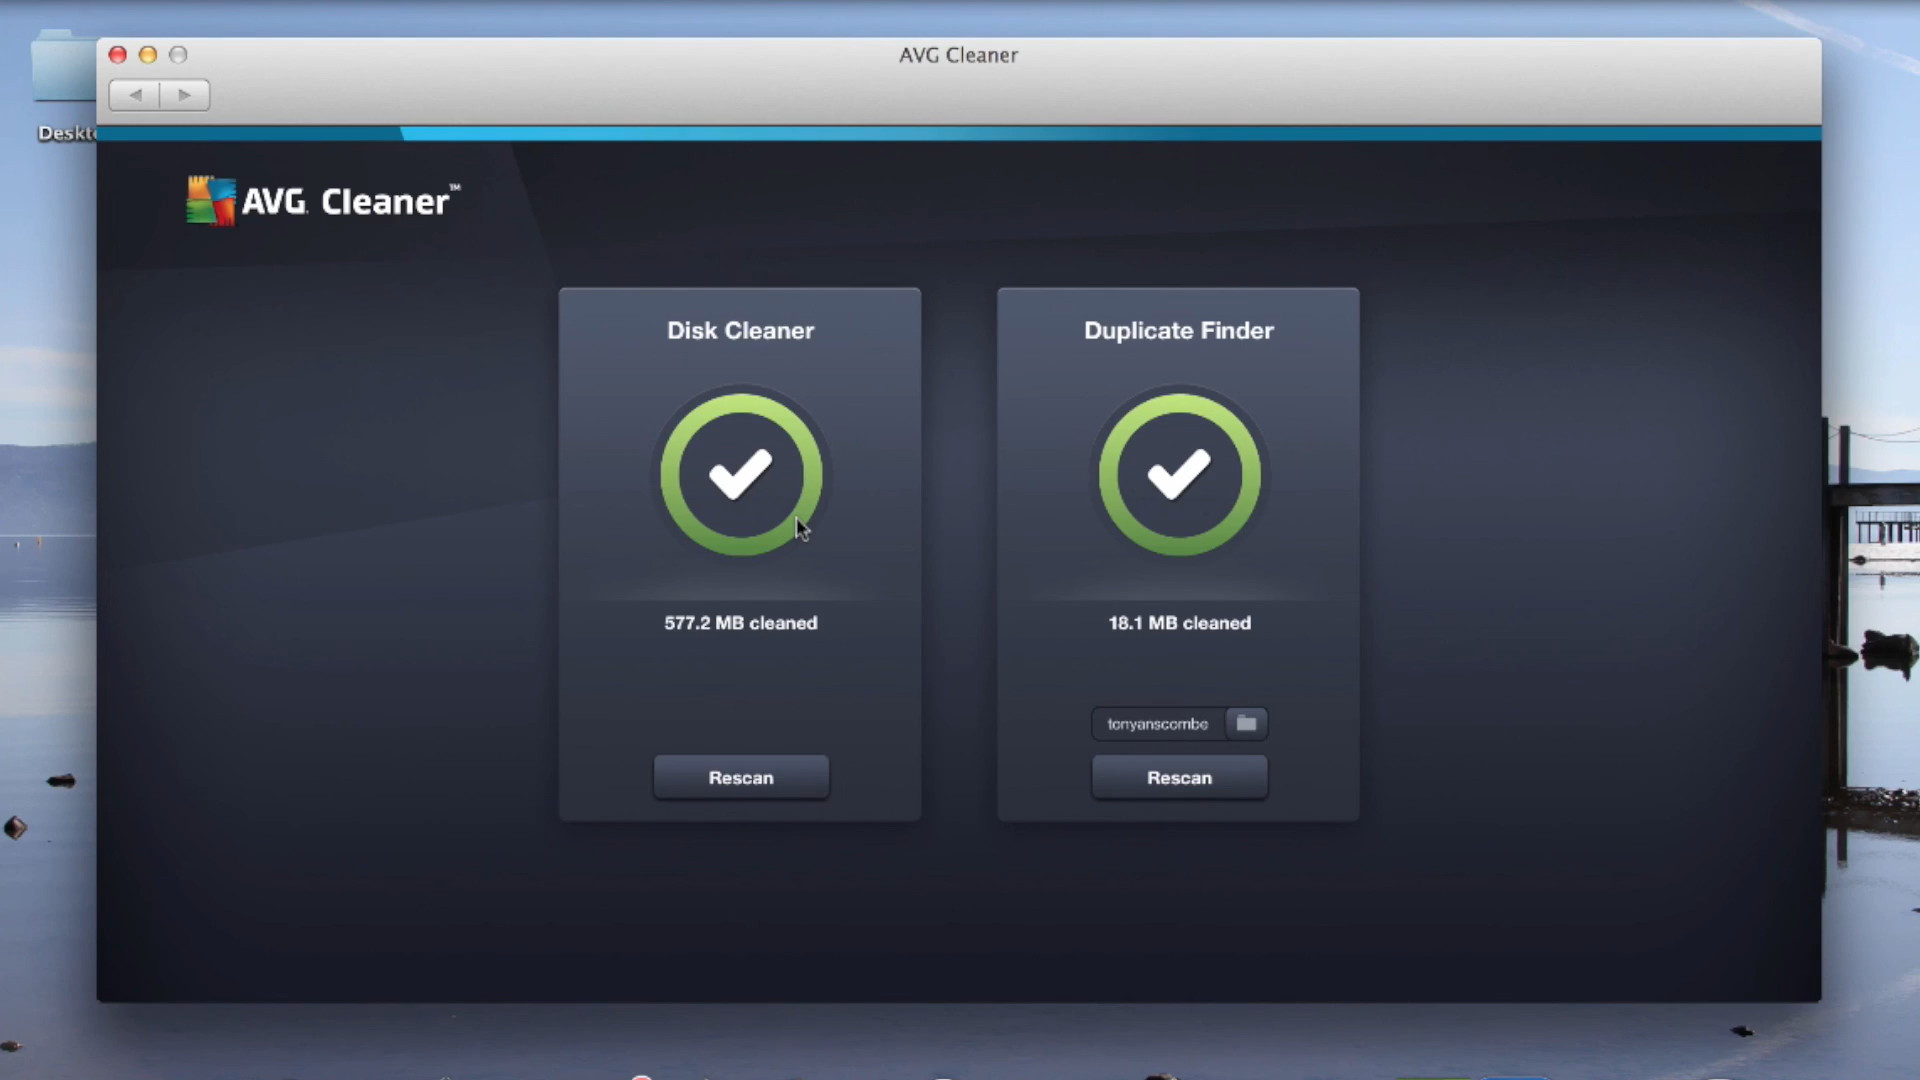 AVG Cleaner
Deskto
AVG. Cleaner™
Disk Cleaner
Duplicate Finder
577.2 MB cleaned
18.1 MB cleaned
tonyanscombe
Rescan
Rescan